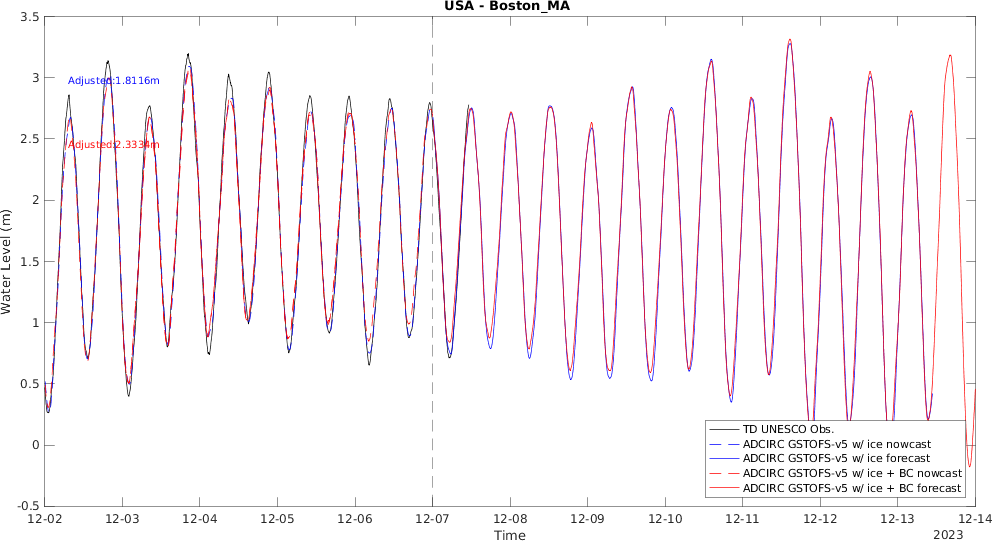 USA - Boston_MA
3.5
3
2.5
2
1.5
1
0.5
0
-0.5
Water Level (m)
Adjusted:1.8116m
Adjusted:2.3334m
TD UNESCO Obs.
ADCIRC GSTOFS-v5 w/ ice nowcast
ADCIRC GSTOFS-v5 w/ ice forecast
ADCIRC GSTOFS-v5 w/ ice + BC nowcast
ADCIRC GSTOFS-v5 w/ ice + BC forecast
12-02 12-03 12-04 12-05 12-06 12-07 12-08 12-09 12-10 12-11 12-12 12-13 12-14
Time
2023